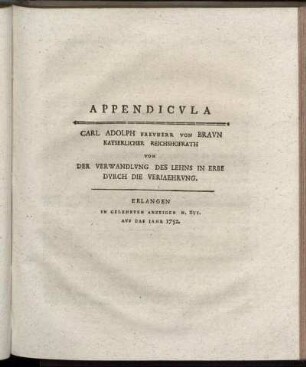 APPENDICVLA
CARL ADOLPH FREYHERR VON BRAVN
KAYSERLICHER REICHSHOFRATH
VON
DER VERWANDLVNG DES LEHNS IN ERBE
DVRCH DIE VERIAEHRVNG.
ERLANGEN
IN GELEHRTEN ANZEIGEN N. XVI.
AUF DAS IAHR 1752.